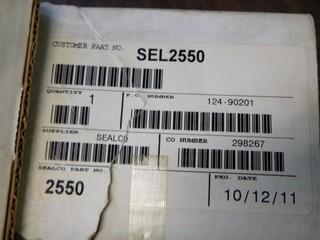 CUSTOMER PART NO. SEL2550
QUANTITY 1 P.O. NUMBER 124-90201
SUPPLIER SEALCO CO NUMBER 298267
SEALCO PART NO. 2550 PKG. DATE 10/12/11